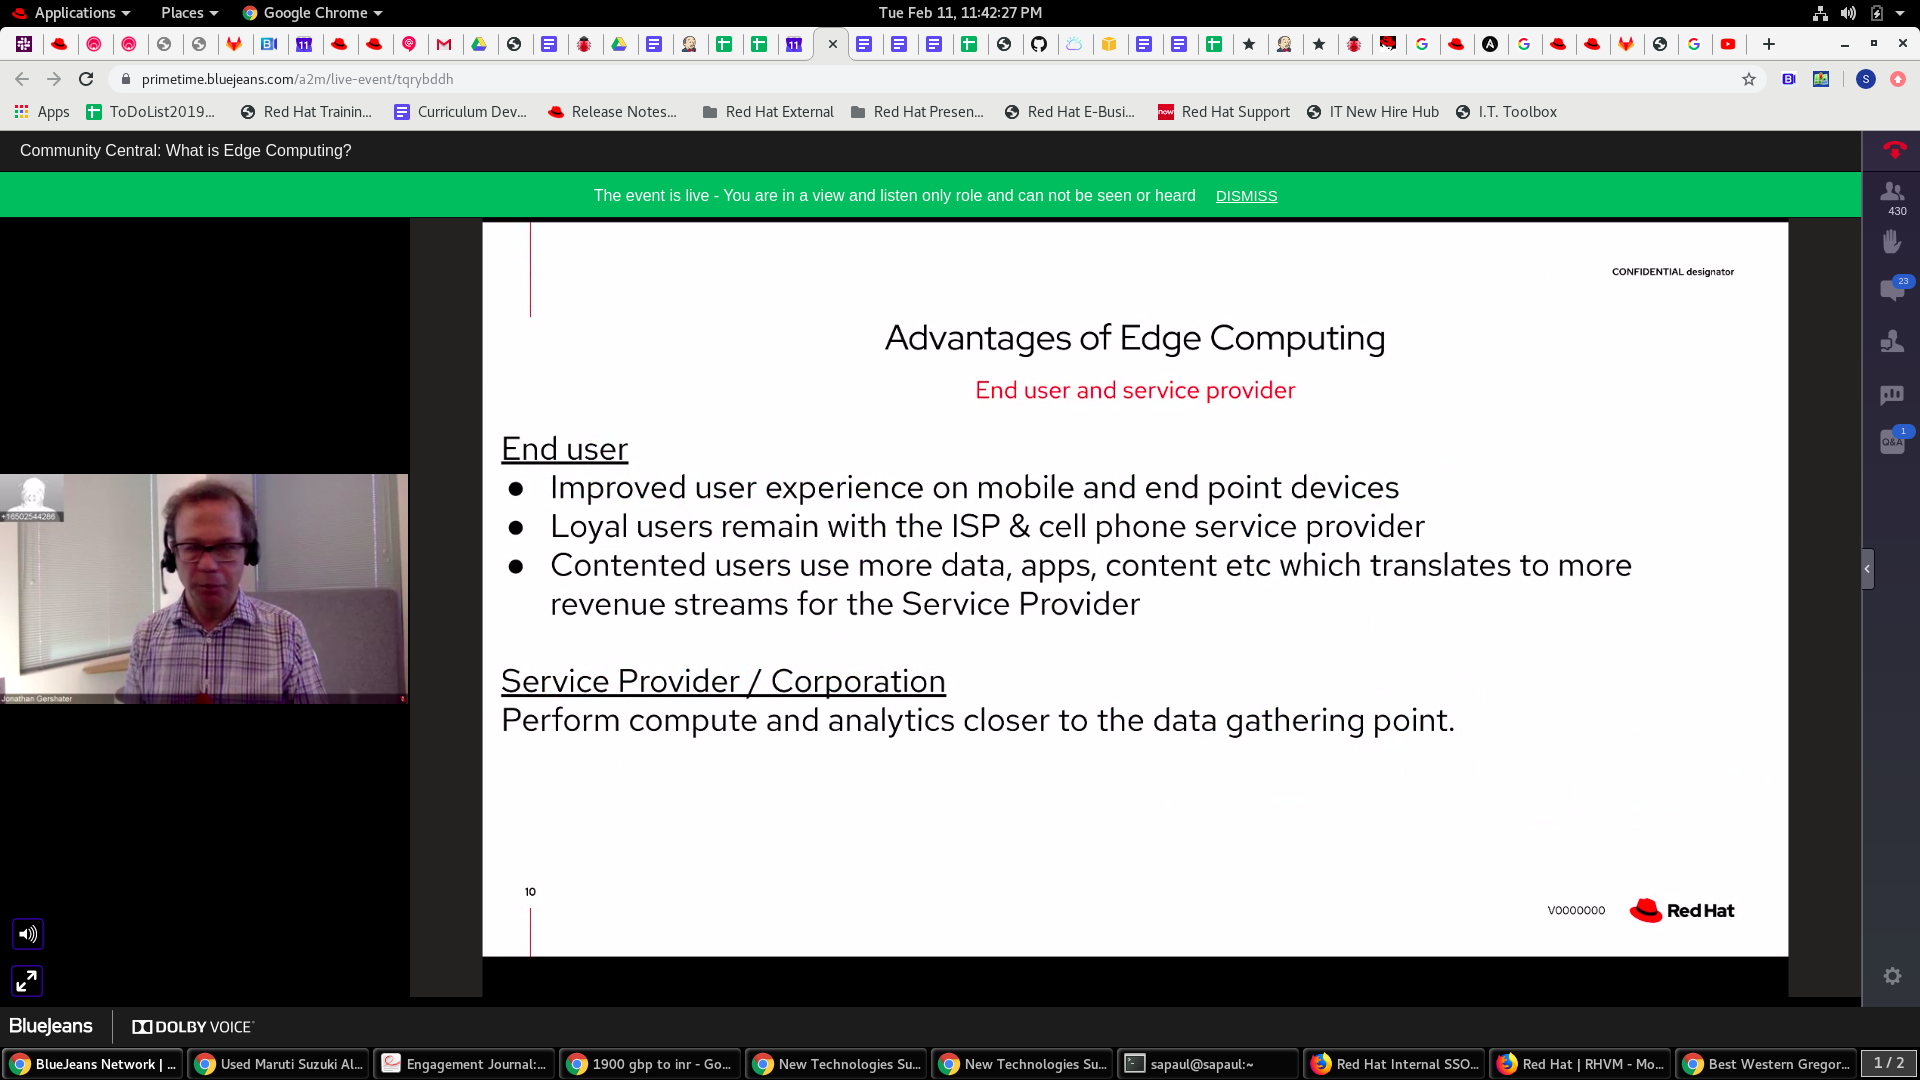 Applications
Places
Google Chrome
Tue Feb 11, 11:42:27 PM
primetime.bluejeans.com/a2m/live-event/tqrybddh
Apps
ToDoList2019...
Red Hat Trainin...
Curriculum Dev...
Release Notes...
Red Hat External
Red Hat Presen...
Red Hat E-Busi...
Red Hat Support
IT New Hire Hub
I.T. Toolbox
Community Central: What is Edge Computing?
The event is live - You are in a view and listen only role and can not be seen or heard DISMISS
430
23
1
Q&A
+16502544286
Jonathan Gershater
CONFIDENTIAL designator
Advantages of Edge Computing
End user and service provider
End user
● Improved user experience on mobile and end point devices
● Loyal users remain with the ISP & cell phone service provider
● Contented users use more data, apps, content etc which translates to more
revenue streams for the Service Provider
Service Provider / Corporation
Perform compute and analytics closer to the data gathering point.
10
V0000000
Red Hat
BlueJeans
DOLBY VOICE
BlueJeans Network | ...
Used Maruti Suzuki Al...
Engagement Journal:...
1900 gbp to inr - Go...
New Technologies Su...
New Technologies Su...
sapaul@sapaul:~
Red Hat Internal SSO...
Red Hat | RHVM - Mo...
Best Western Gregor...
1 / 2